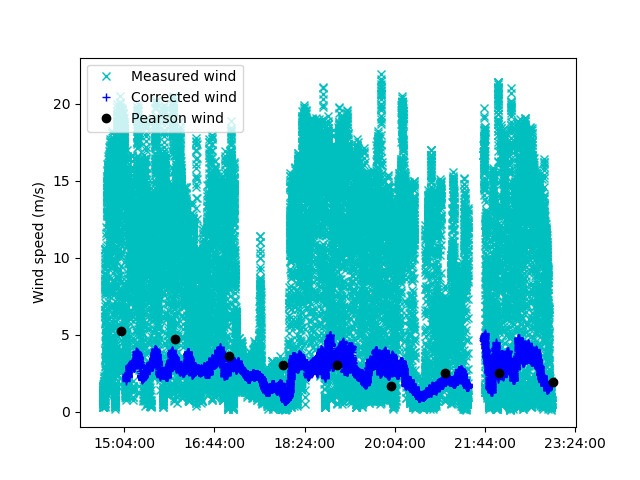 Measured wind
Corrected wind
Pearson wind
Wind speed (m/s)
20
15
10
5
0
15:04:00 16:44:00 18:24:00 20:04:00 21:44:00 23:24:00